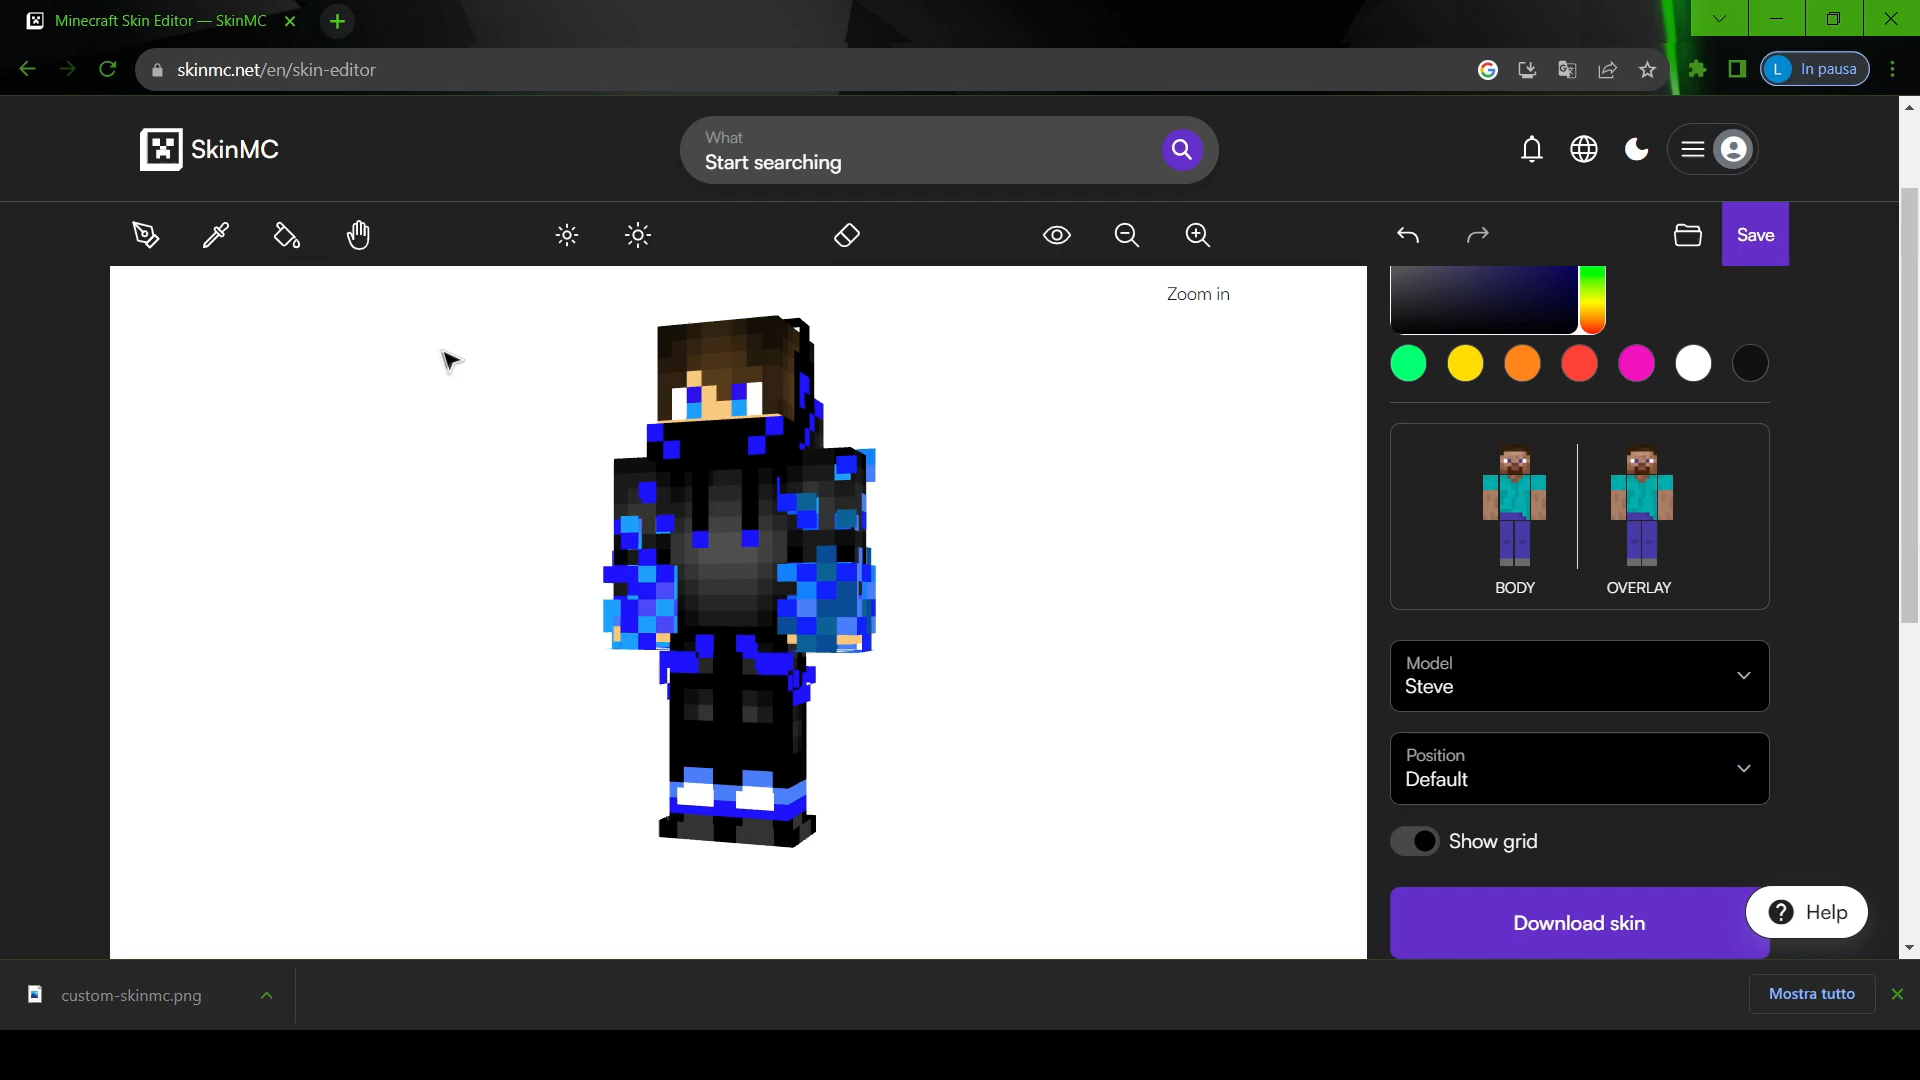 Minecraft Skin Editor — SkinMC
skinmc.net/en/skin-editor
L In pausa
SkinMC
What
Start searching
Save
Zoom in
BODY
OVERLAY
Model
Steve
Position
Default
Show grid
Download skin
? Help
custom-skinmc.png
Mostra tutto